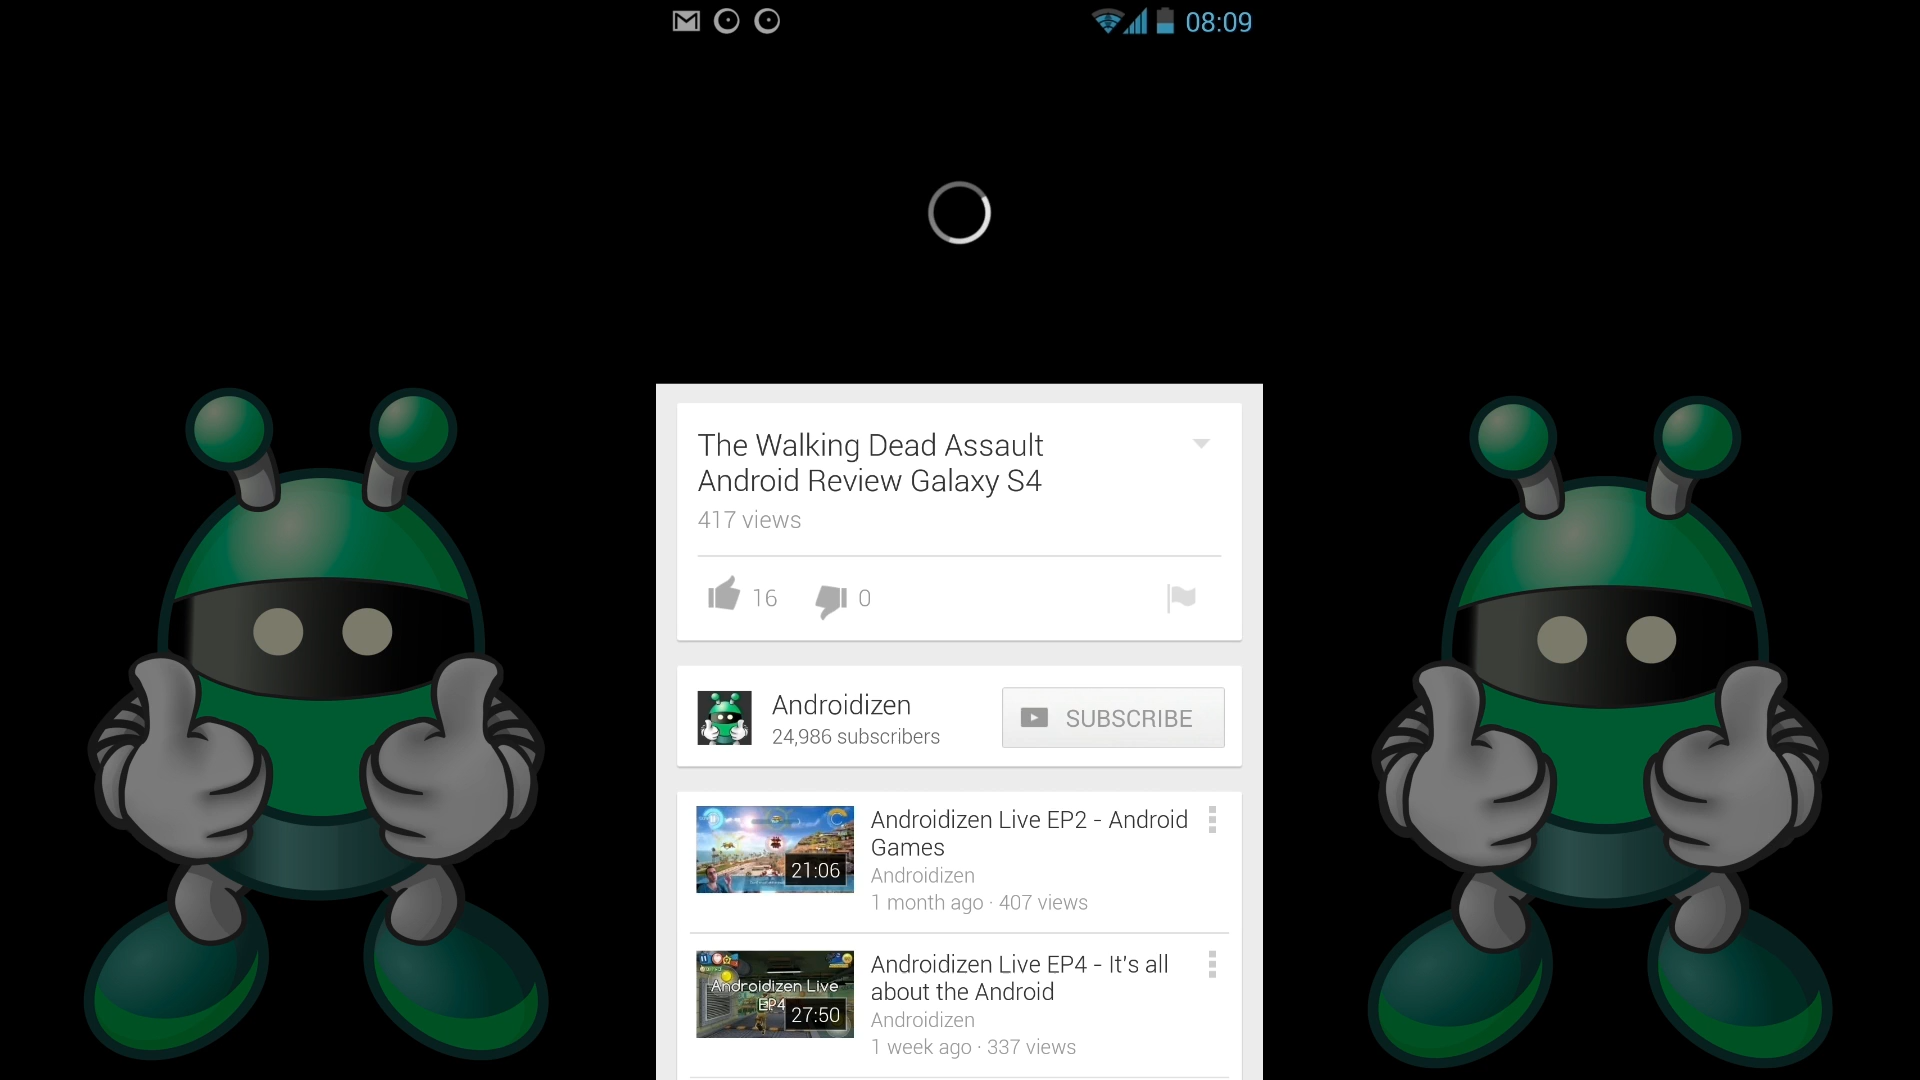 08:09
The Walking Dead Assault
Android Review Galaxy S4
417 views
16
0
Androidizen
24,986 subscribers
SUBSCRIBE
21:06
Androidizen Live EP2 - Android
Games
Androidizen
1 month ago · 407 views
Androidizen Live
EP4
27:50
Androidizen Live EP4 - It's all
about the Android
Androidizen
1 week ago · 337 views